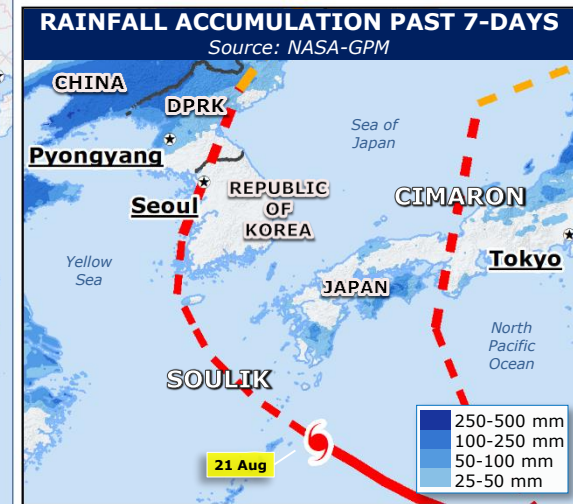 RAINFALL ACCUMULATION PAST 7-DAYS
Source: NASA-GPM
CHINA
DPRK
Sea of
Japan
Pyongyang
Seoul
REPUBLIC
OF
KOREA
CIMARON
Yellow
Sea
JAPAN
Tokyo
North
Pacific
Ocean
SOULIK
21 Aug
250-500 mm
100-250 mm
50-100 mm
25-50 mm